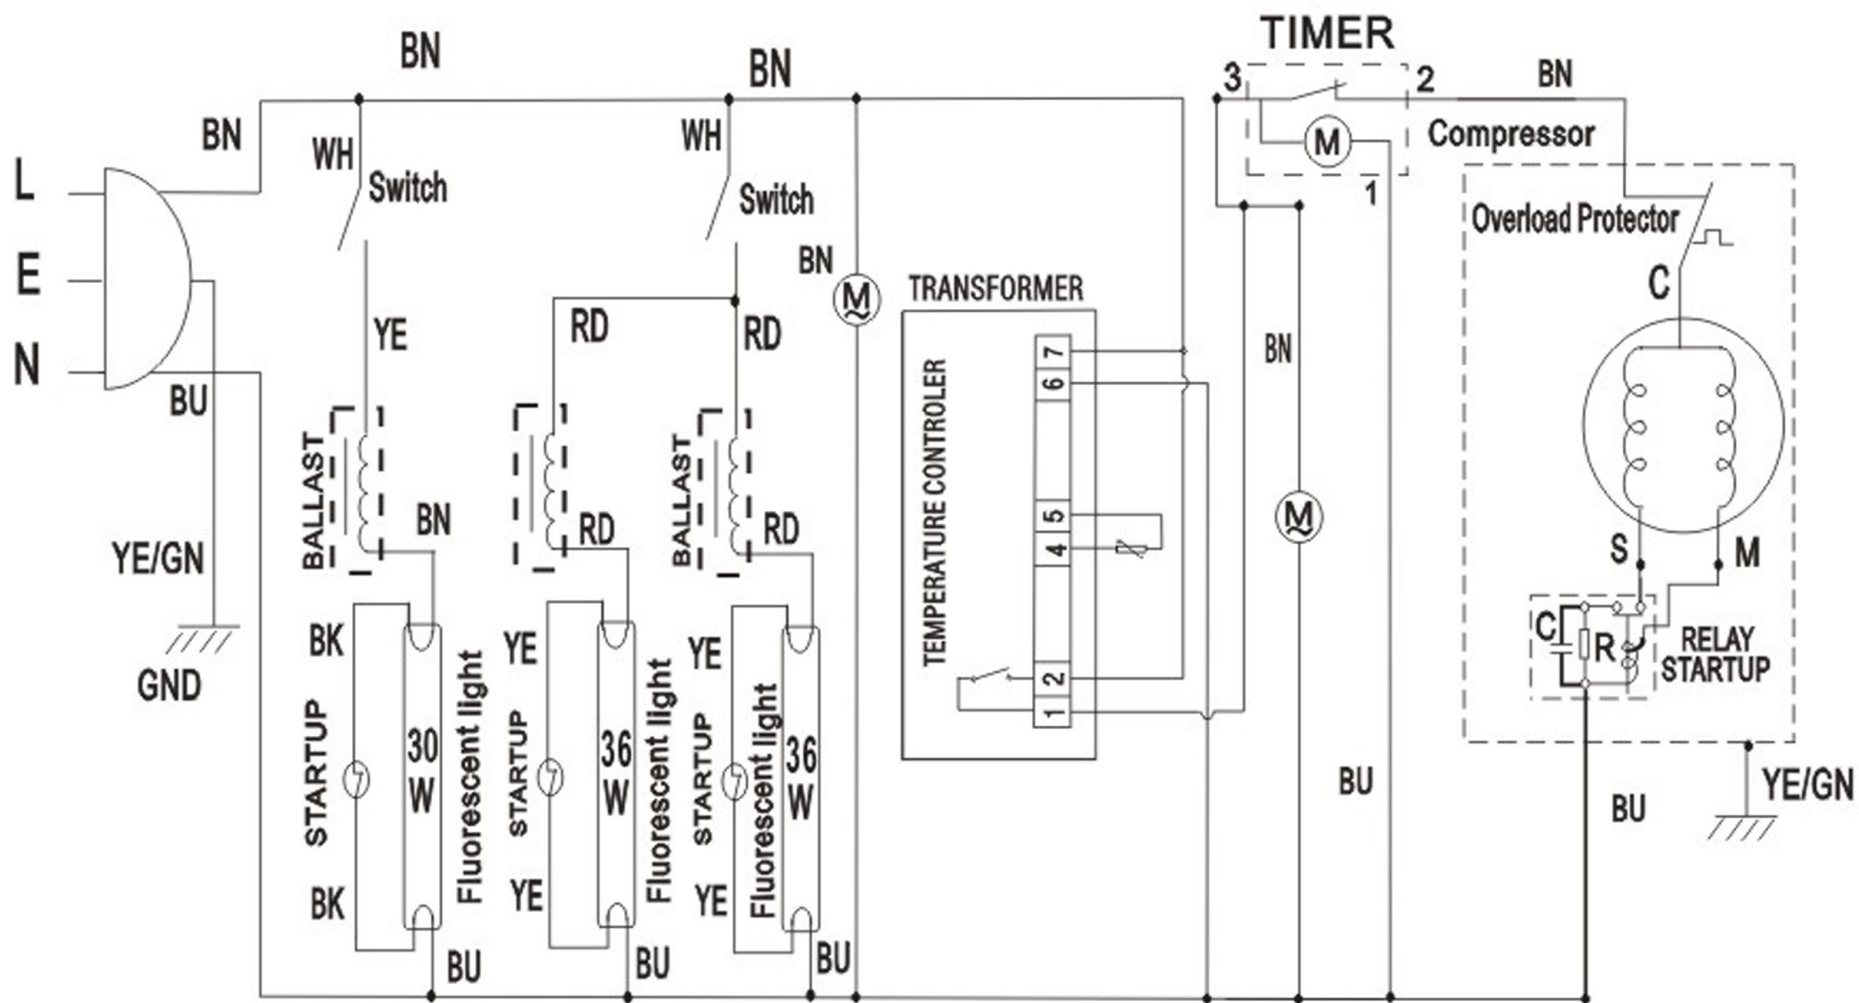 BN
BN
TIMER
3
2
BN
BN
WH
WH
M
Compressor
L
Switch
Switch
1
Overload Protector
E
BN
M
TRANSFORMER
C
YE
RD
RD
BN
N
BU
7
6
TEMPERATURE CONTROLER
BALLAST
BALLAST
BN
RD
RD
5
4
M
YE/GN
S
M
BK
YE
YE
C
R
RELAY
STARTUP
GND
2
1
STARTUP
30
W
Fluorescent light
STARTUP
36
W
Fluorescent light
STARTUP
Fluorescent light
36
W
BU
BU
YE/GN
BK
YE
YE
BU
BU
BU